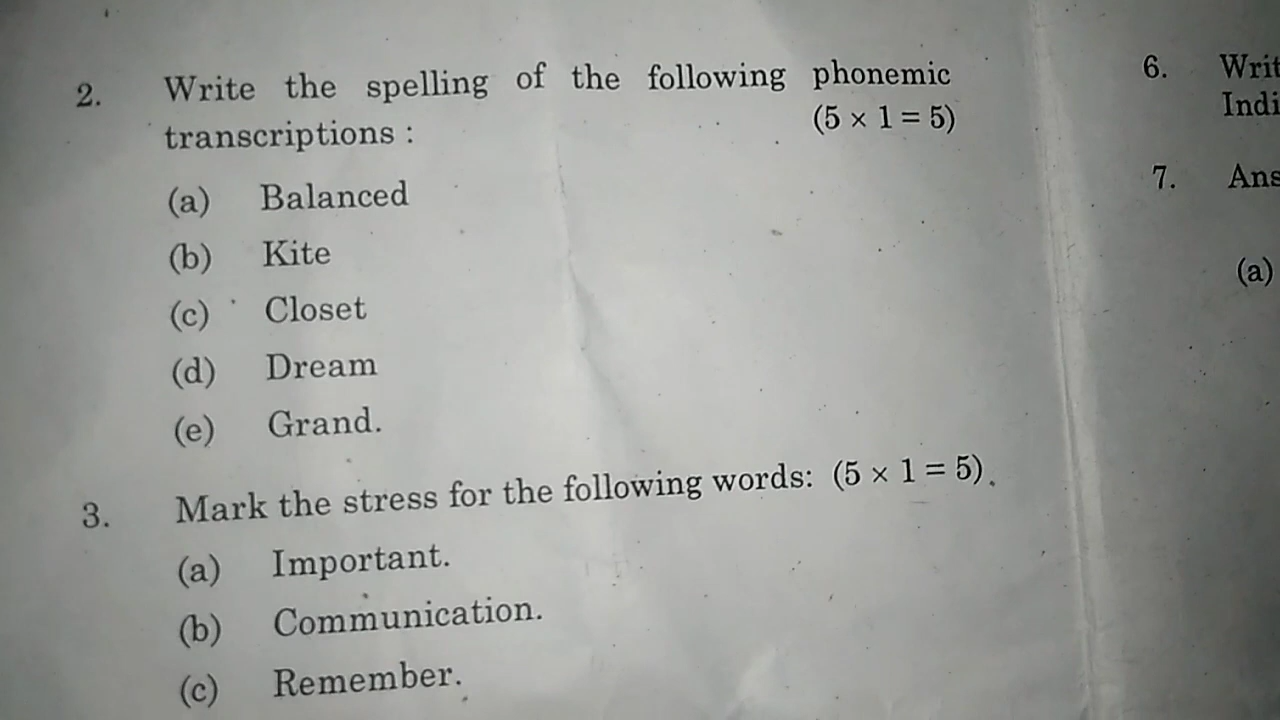 2. Write the spelling of the following phonemic
transcriptions : (5 × 1 = 5)
(a) Balanced
(b) Kite
(c) Closet
(d) Dream
(e) Grand.
3. Mark the stress for the following words: (5 × 1 = 5).
(a) Important.
(b) Communication.
(c) Remember.
6. Writ
Indi
7. Ans
(a)